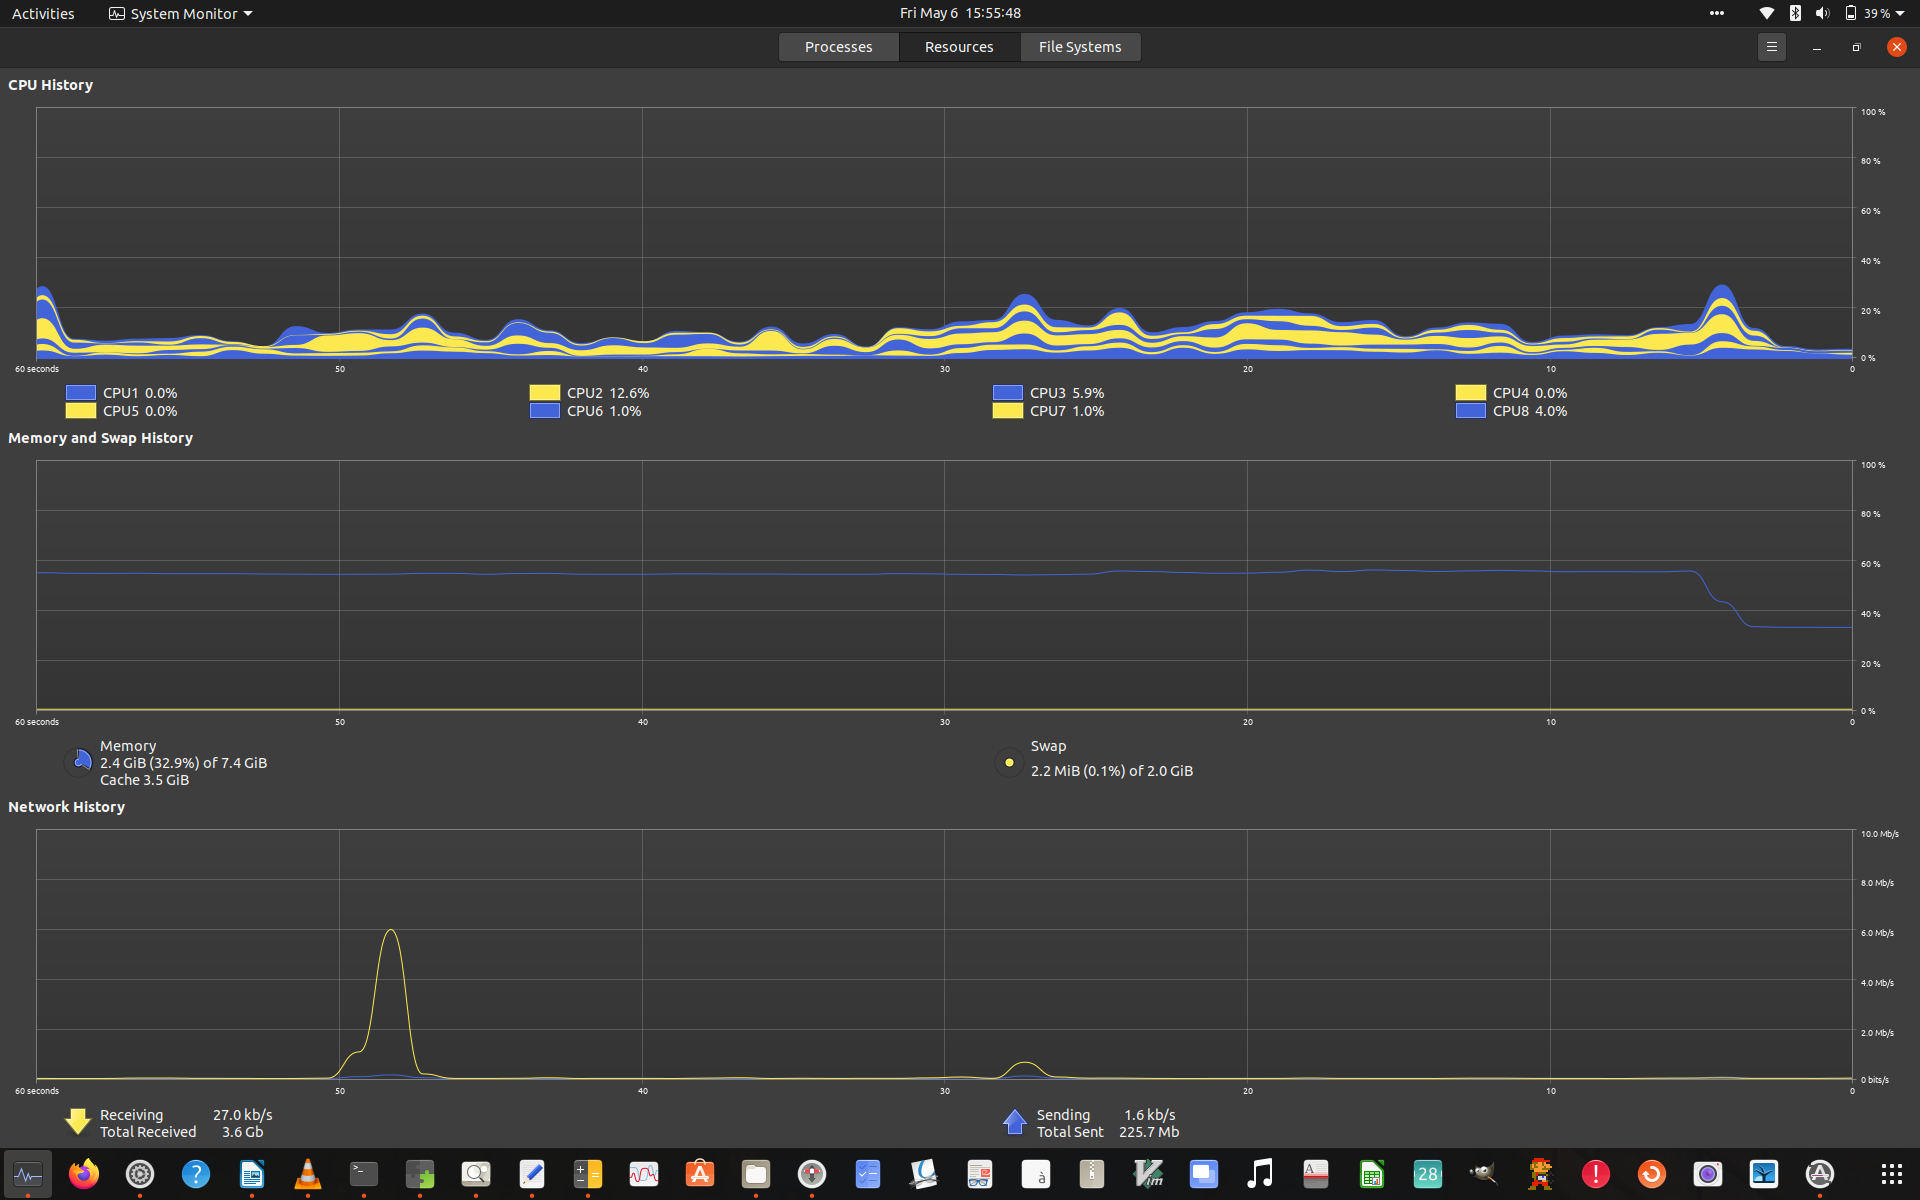 Activities System Monitor Fri May 6 15:55:48 39 %
Processes Resources File Systems
CPU History
100 %
80 %
60 %
40 %
20 %
0 %
60 seconds 50 40 30 20 10 0
CPU1 0.0% CPU2 12.6% CPU3 5.9% CPU4 0.0%
CPU5 0.0% CPU6 1.0% CPU7 1.0% CPU8 4.0%
Memory and Swap History
100 %
80 %
60 %
40 %
20 %
0 %
60 seconds 50 40 30 20 10 0
Memory
2.4 GiB (32.9%) of 7.4 GiB
Cache 3.5 GiB
Swap
2.2 MiB (0.1%) of 2.0 GiB
Network History
10.0 Mb/s
8.0 Mb/s
6.0 Mb/s
4.0 Mb/s
2.0 Mb/s
0 bits/s
60 seconds 50 40 30 20 10 0
Receiving 27.0 kb/s Sending 1.6 kb/s
Total Received 3.6 Gb Total Sent 225.7 Mb
? >_ A à Vim A 28 !